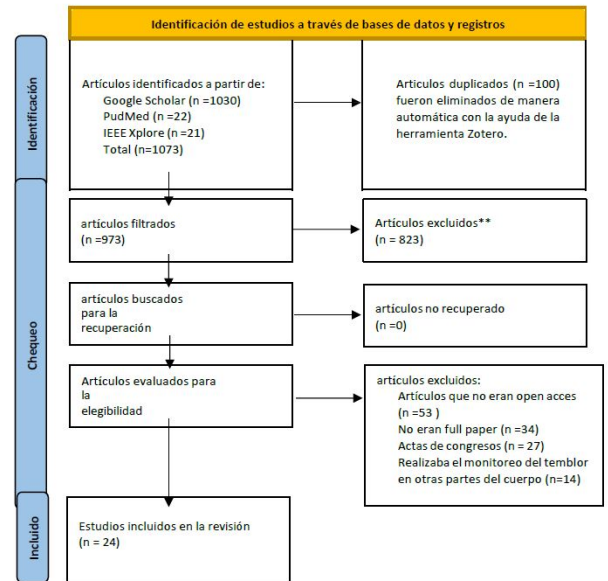 Identificación de estudios a través de bases de datos y registros
Identificación
Artículos identificados a partir de:
Google Scholar (n =1030)
PudMed (n =22)
IEEE Xplore (n=21)
Total (n=1073)
Articulos duplicados (n =100)
fueron eliminados de manera
automática con la ayuda de la
herramienta Zotero.
Chequeo
artículos filtrados
(n =973)
Artículos excluidos**
(n = 823)
artículos buscados
para la
recuperación
artículos no recuperado
(n =0)
Artículos evaluados para
la
elegibilidad
artículos excluidos:
Artículos que no eran open acces
(n =53 )
No eran full paper (n =34)
Actas de congresos (n = 27)
Realizaba el monitoreo del temblor
en otras partes del cuerpo (n=14)
Incluido
Estudios incluidos en la revisión
(n = 24)